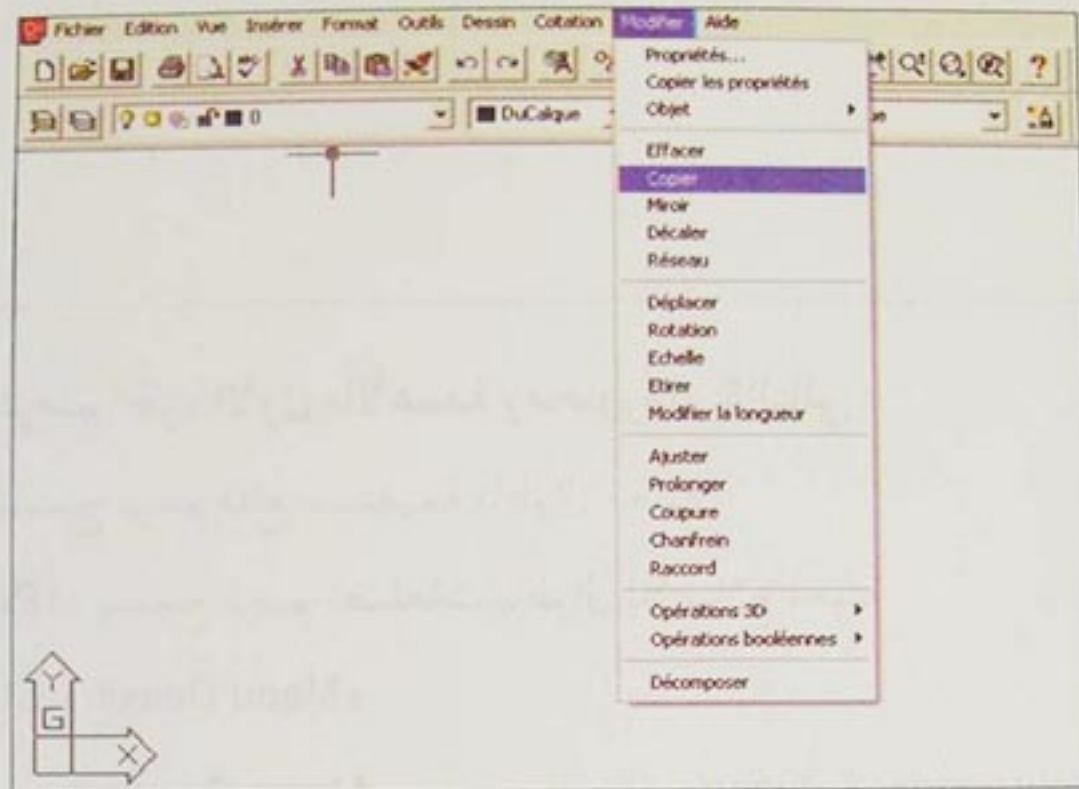 Fichier Edition Vue Insérer Format Outils Dessin Cotation Modifier Aide
Propriétés...
Copier les propriétés
Objet
0
DuCalque
Effacer
Copier
Miroir
Décaler
Réseau
Déplacer
Rotation
Echelle
Etirer
Modifier la longueur
Ajuster
Prolonger
Coupure
Chanfrein
Raccord
Opérations 3D
Opérations booléennes
Décomposer
Y
G
X